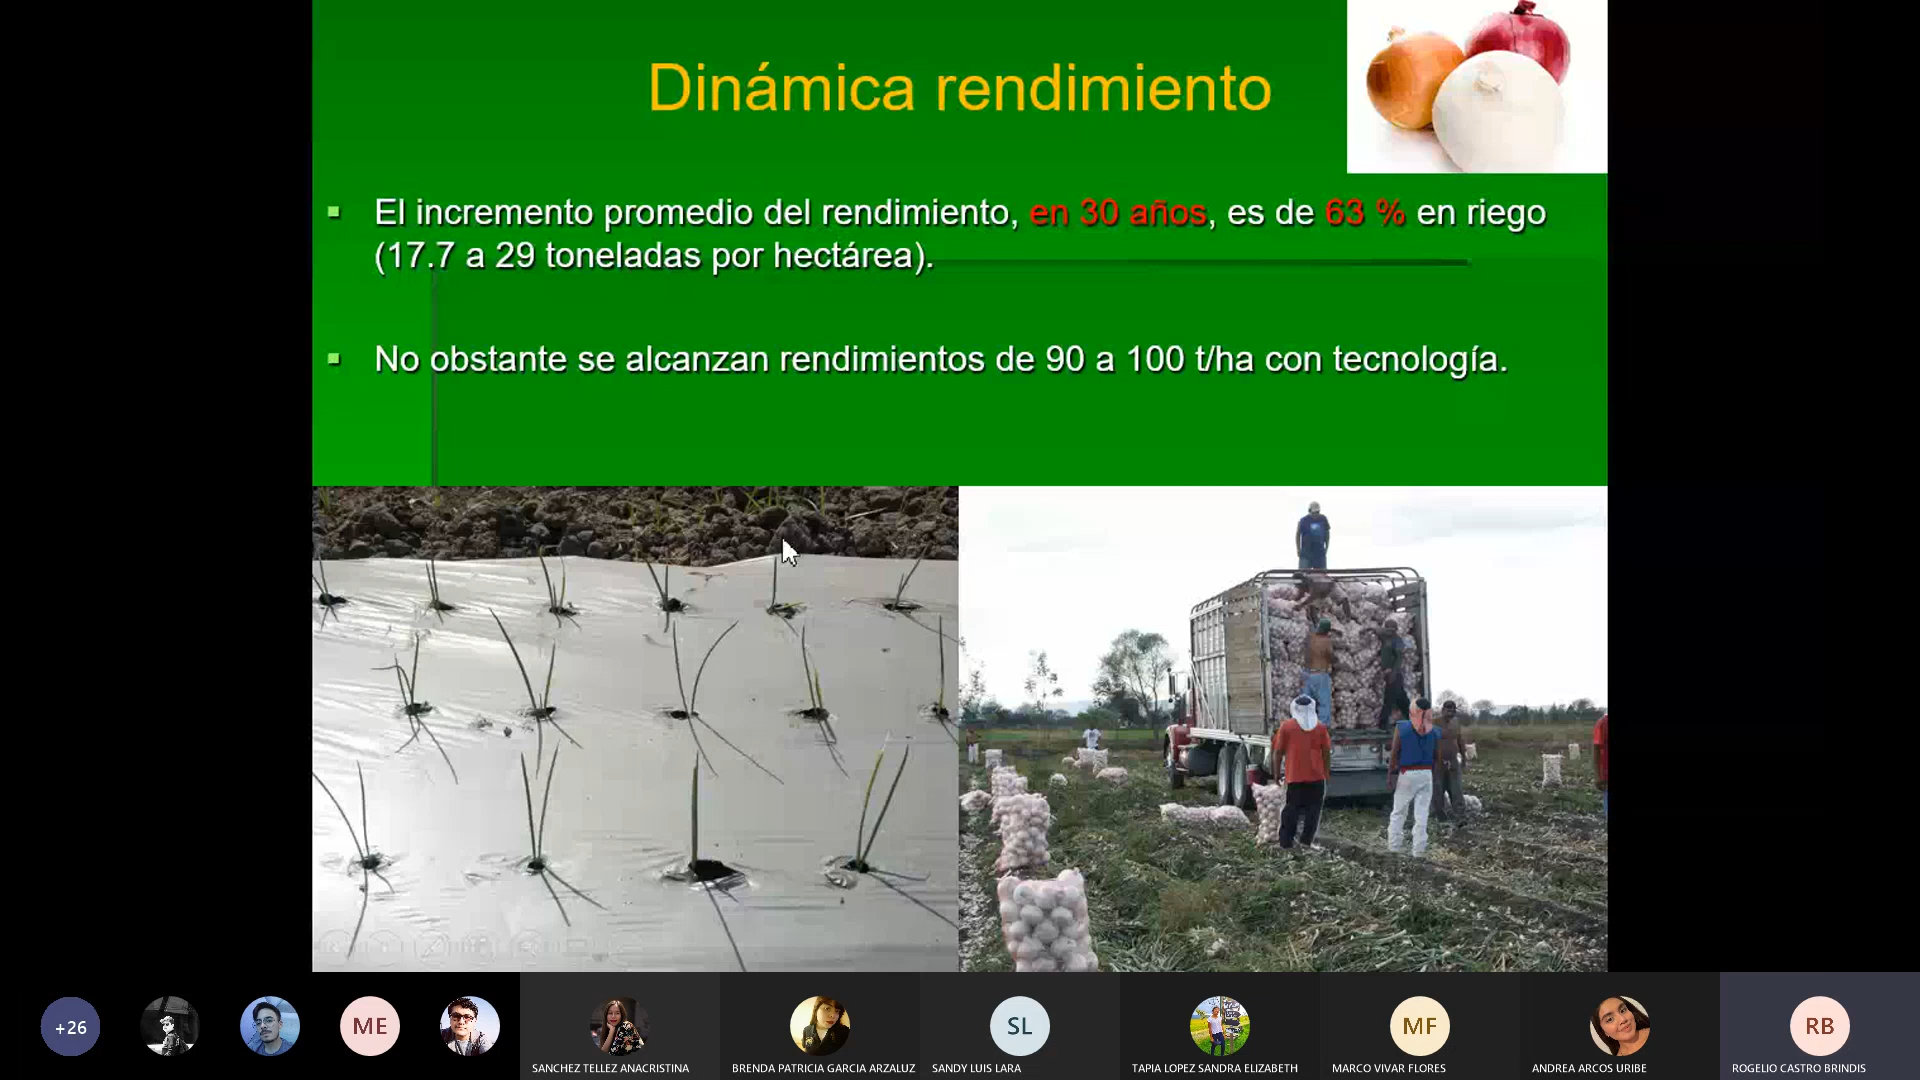 Dinámica rendimiento
El incremento promedio del rendimiento, en 30 años, es de 63 % en riego
(17.7 a 29 toneladas por hectárea).
No obstante se alcanzan rendimientos de 90 a 100 t/ha con tecnología.
+26
ME
SL
MF
RB
SANCHEZ TELLEZ ANACRISTINA
BRENDA PATRICIA GARCIA ARZALUZ
SANDY LUIS LARA
TAPIA LOPEZ SANDRA ELIZABETH
MARCO VIVAR FLORES
ANDREA ARCOS URIBE
ROGELIO CASTRO BRINDIS